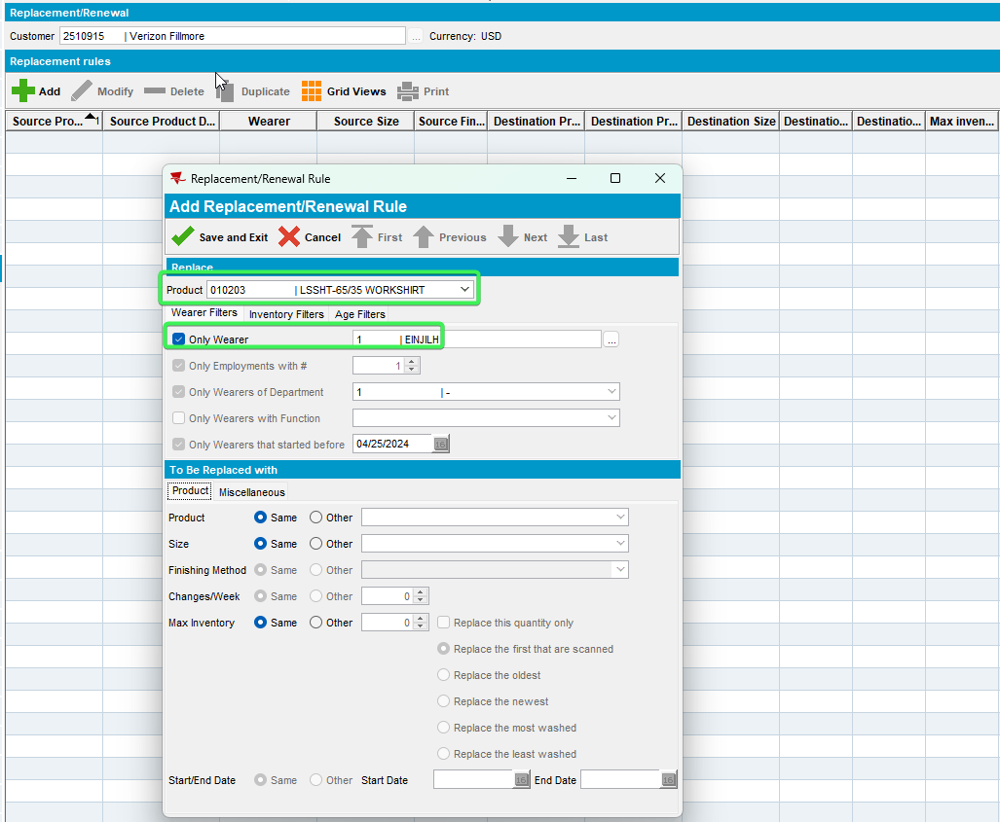 Replacement/Renewal
Customer 2510915 | Verizon Fillmore ... Currency: USD
Replacement rules
Add Modify Delete Duplicate Grid Views Print
Source Pro... 1 Source Product D... Wearer Source Size Source Fin... Destination Pr... Destination Pr... Destination Size Destinatio... Destinatio... Max inven...
Replacement/Renewal Rule
Add Replacement/Renewal Rule
Save and Exit Cancel First Previous Next Last
Replace
Product 010203 | LSSHT-65/35 WORKSHIRT
Wearer Filters Inventory Filters Age Filters
Only Wearer 1 | EINJILH ...
Only Employments with # 1
Only Wearers of Department 1 | -
Only Wearers with Function
Only Wearers that started before 04/25/2024 16
To Be Replaced with
Product Miscellaneous
Product Same Other
Size Same Other
Finishing Method Same Other
Changes/Week Same Other 0
Max Inventory Same Other 0 Replace this quantity only
Replace the first that are scanned
Replace the oldest
Replace the newest
Replace the most washed
Replace the least washed
Start/End Date Same Other Start Date 16 End Date 16